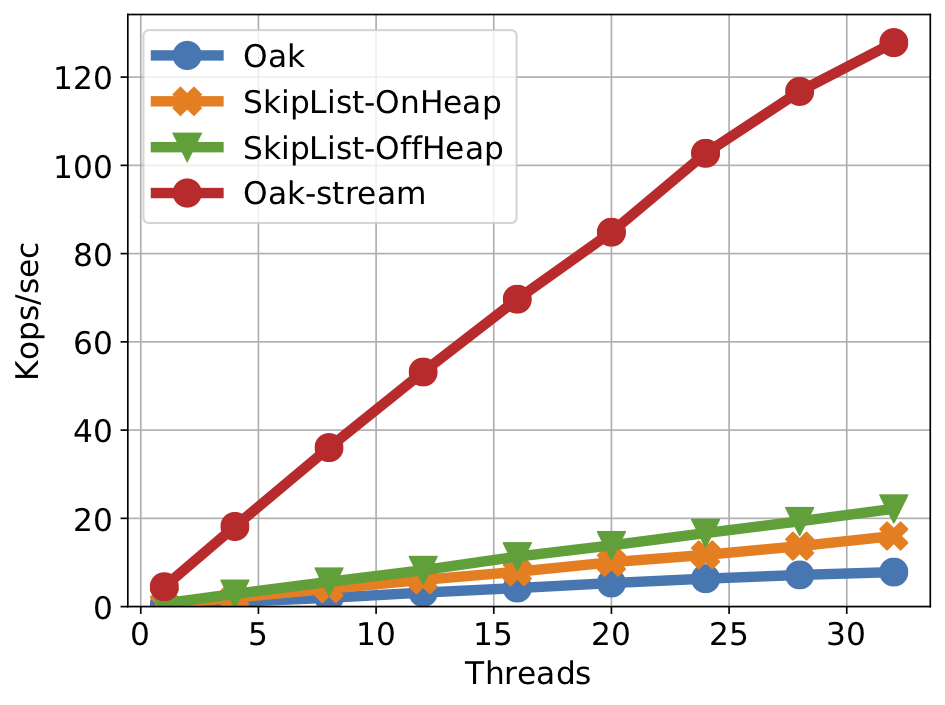 Oak
SkipList-OnHeap
SkipList-OffHeap
Oak-stream
120
100
80
60
40
20
0
Kops/sec
0 5 10 15 20 25 30
Threads